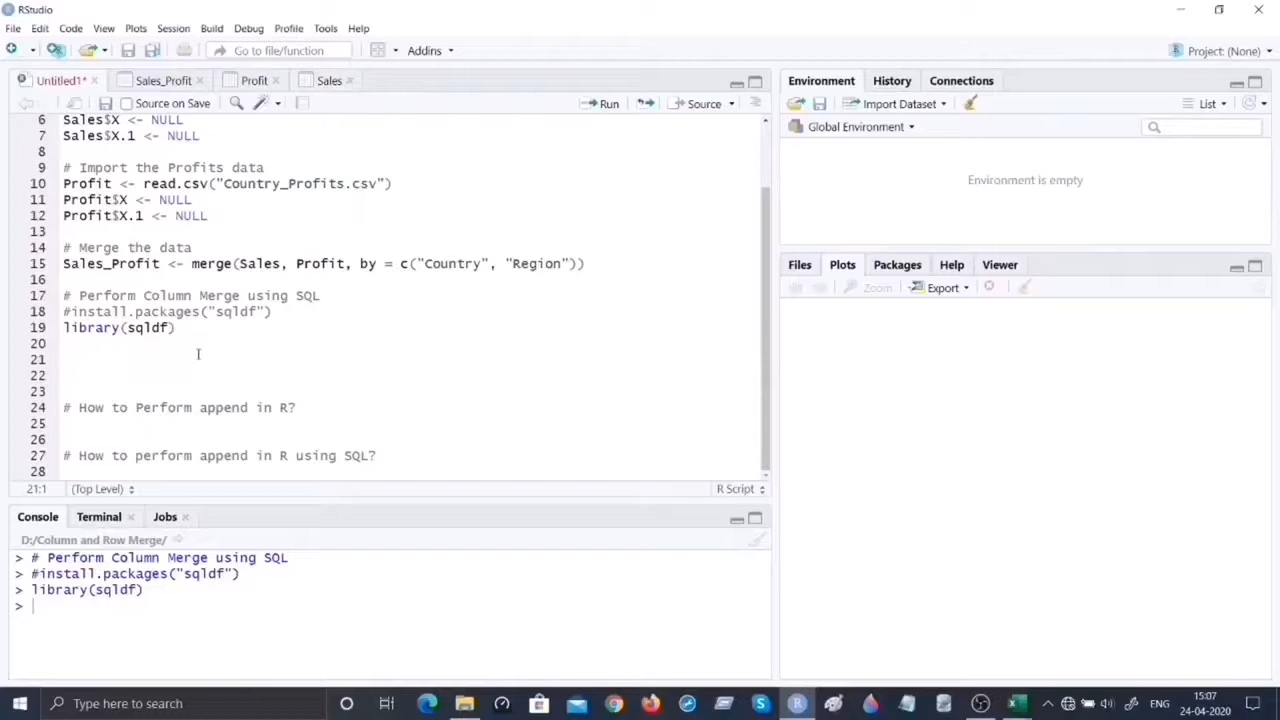 RStudio
File Edit Code View Plots Session Build Debug Profile Tools Help
Go to file/function Addins Project: (None)
Untitled1* Sales_Profit Profit Sales
Source on Save Run Source
6 Sales$X <- NULL
7 Sales$X.1 <- NULL
8
9 # Import the Profits data
10 Profit <- read.csv("Country_Profits.csv")
11 Profit$X <- NULL
12 Profit$X.1 <- NULL
13
14 # Merge the data
15 Sales_Profit <- merge(Sales, Profit, by = c("Country", "Region"))
16
17 # Perform Column Merge using SQL
18 #install.packages("sqldf")
19 library(sqldf)
20
21
22
23
24 # How to Perform append in R?
25
26
27 # How to perform append in R using SQL?
28
21:1 (Top Level) R Script
Console Terminal Jobs
D:/Column and Row Merge/
> # Perform Column Merge using SQL
> #install.packages("sqldf")
> library(sqldf)
>
Environment History Connections
Import Dataset List
Global Environment
Environment is empty
Files Plots Packages Help Viewer
Zoom Export
Type here to search
ENG
15:07
24-04-2020